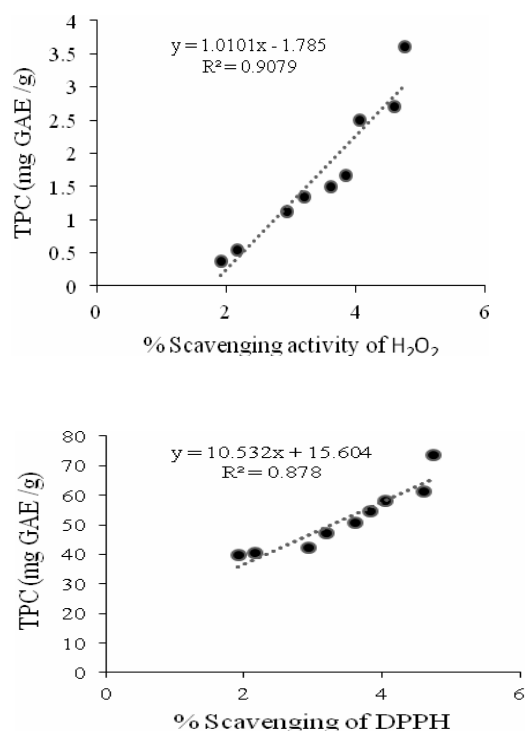 4
3.5
3
2.5
2
1.5
1
0.5
0
y = 1.0101x - 1.785
R² = 0.9079
TPC (mg GAE /g)
0 2 4 6
% Scavenging activity of H₂O₂
80
70
60
50
40
30
20
10
0
y = 10.532x + 15.604
R² = 0.878
TPC (mg GAE /g)
0 2 4 6
% Scavenging of DPPH